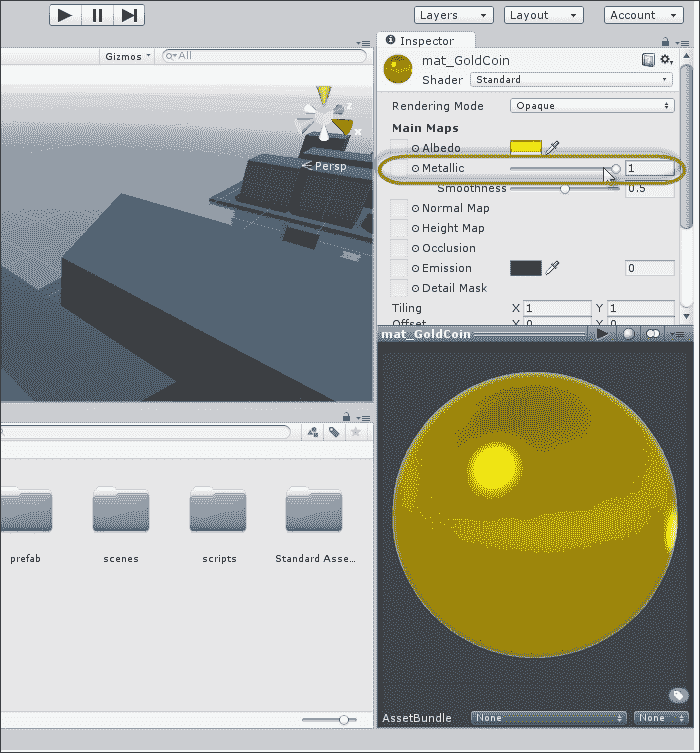 Layers Layout Account
Inspector
Gizmos All
mat_GoldCoin
Shader Standard
Rendering Mode Opaque
Main Maps
Albedo
Metallic 1
Smoothness 0.5
Normal Map
Height Map
Occlusion
Emission 0
Detail Mask
Tiling X 1 Y 1
Offset X 0 Y 0
z
x
Persp
mat_GoldCoin
prefab scenes scripts Standard Asse...
AssetBundle None None